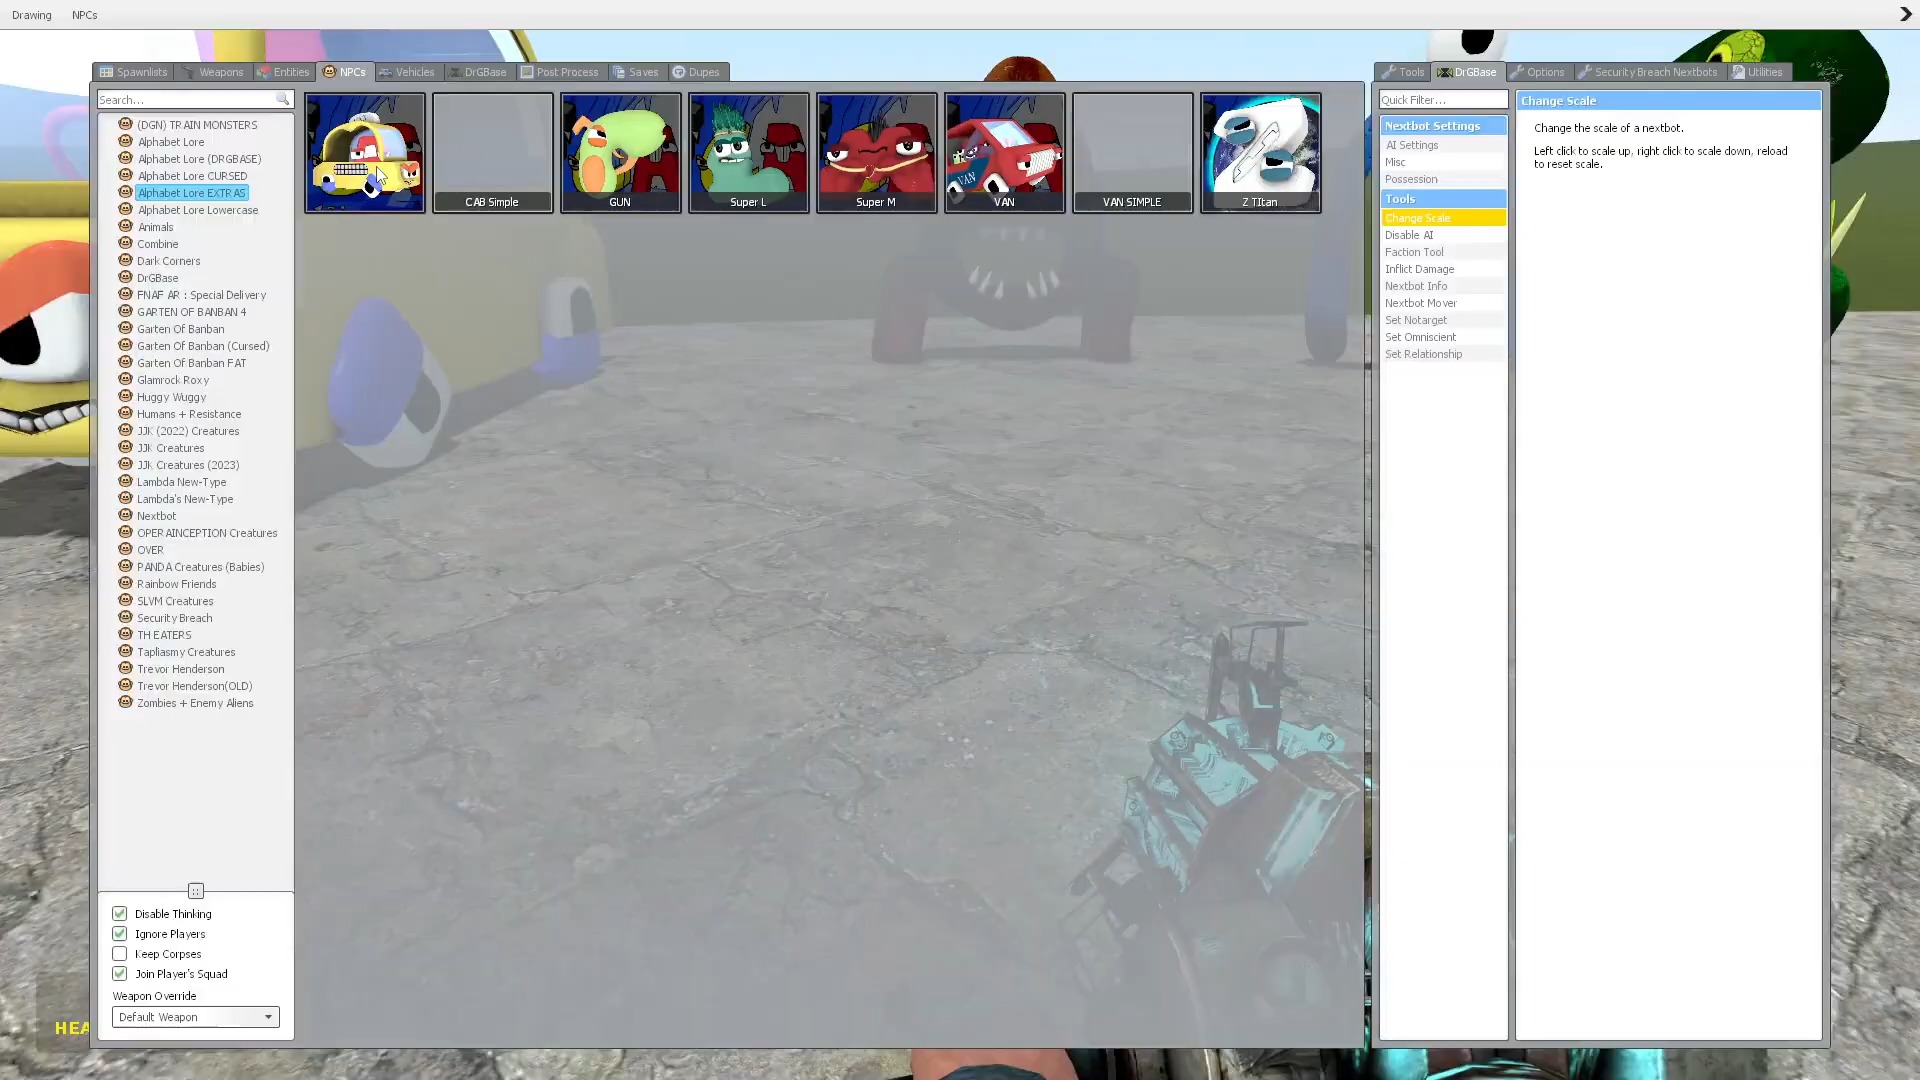 Drawing NPCs
Spawnlists Weapons Entities NPCs Vehicles DrGBase Post Process Saves Dupes
Search...
(DGN) TRAIN MONSTERS
Alphabet Lore
Alphabet Lore (DRGBASE)
Alphabet Lore CURSED
Alphabet Lore EXTRAS
Alphabet Lore Lowercase
Animals
Combine
Dark Corners
DrGBase
FNAF AR : Special Delivery
GARTEN OF BANBAN 4
Garten Of Banban
Garten Of Banban (Cursed)
Garten Of Banban FAT
Glamrock Roxy
Huggy Wuggy
Humans + Resistance
JJK (2022) Creatures
JJK Creatures
JJK Creatures (2023)
Lambda New-Type
Lambda's New-Type
Nextbot
OPERAINCEPTION Creatures
OVER
PANDA Creatures (Babies)
Rainbow Friends
SLVM Creatures
Security Breach
TH EATERS
Tapliasmy Creatures
Trevor Henderson
Trevor Henderson(OLD)
Zombies + Enemy Aliens
Disable Thinking
Ignore Players
Keep Corpses
Join Player's Squad
Weapon Override
Default Weapon
HEA
CAB Simple
GUN
Super L
Super M
VAN
VAN
VAN SIMPLE
Z TItan
Tools DrGBase Options Security Breach Nextbots Utilities
Quick Filter...
Nextbot Settings
AI Settings
Misc
Possession
Tools
Change Scale
Disable AI
Faction Tool
Inflict Damage
Nextbot Info
Nextbot Mover
Set Notarget
Set Omniscient
Set Relationship
Change Scale
Change the scale of a nextbot.
Left click to scale up, right click to scale down, reload
to reset scale.